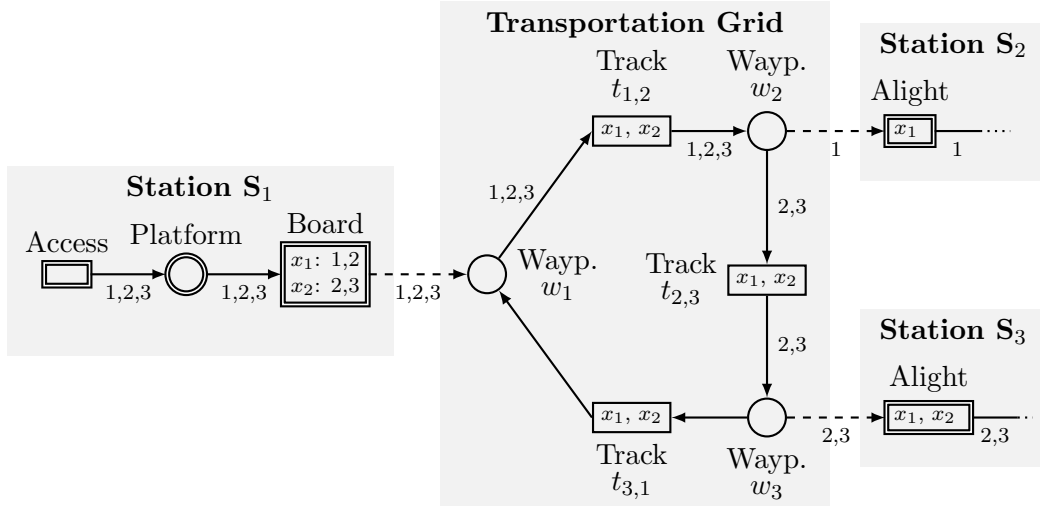 Transportation Grid
Station S₂
Track
t₁,₂
Wayp.
w₂
Alight
x₁, x₂
x₁
1,2,3
1
1
Station S₁
1,2,3
2,3
Access
Platform
Board
x₁: 1,2
x₂: 2,3
1,2,3
1,2,3
1,2,3
Wayp.
w₁
Track
t₂,₃
x₁, x₂
2,3
Station S₃
Alight
x₁, x₂
x₁, x₂
2,3
2,3
Track
t₃,₁
Wayp.
w₃